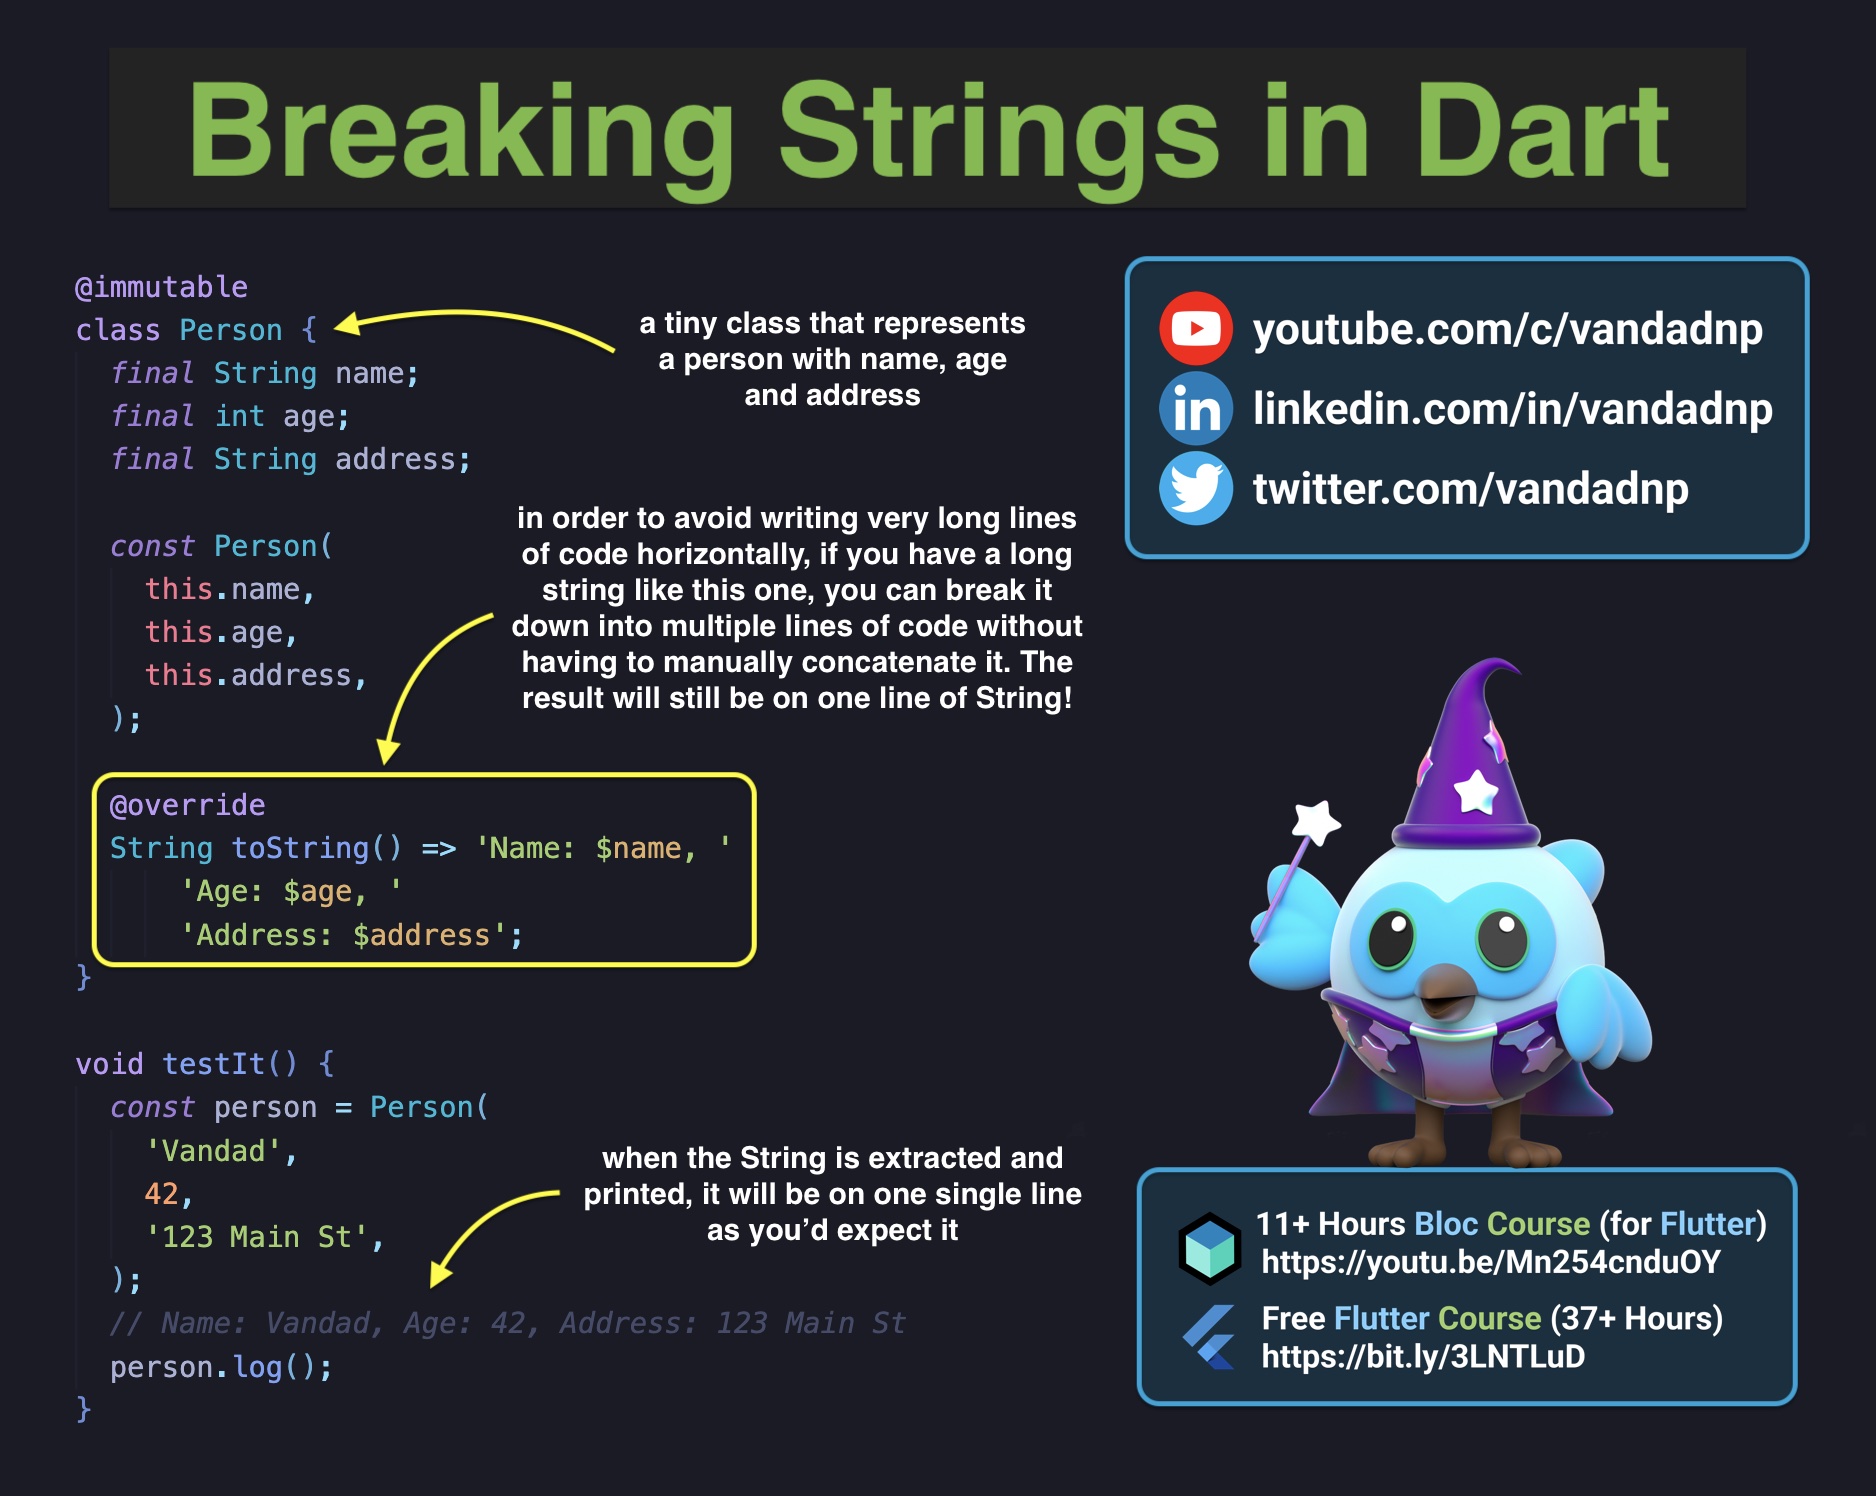 Breaking Strings in Dart
@immutable
class Person {
  final String name;
  final int age;
  final String address;
  const Person(
    this.name,
    this.age,
    this.address,
  );
  @override
  String toString() => 'Name: $name, '
      'Age: $age, '
      'Address: $address';
}
void testIt() {
  const person = Person(
    'Vandad',
    42,
    '123 Main St',
  );
  // Name: Vandad, Age: 42, Address: 123 Main St
  person.log();
}
a tiny class that represents
a person with name, age
and address
in order to avoid writing very long lines
of code horizontally, if you have a long
string like this one, you can break it
down into multiple lines of code without
having to manually concatenate it. The
result will still be on one line of String!
when the String is extracted and
printed, it will be on one single line
as you’d expect it
youtube.com/c/vandadnp
in linkedin.com/in/vandadnp
twitter.com/vandadnp
11+ Hours Bloc Course (for Flutter)
https://youtu.be/Mn254cnduOY
Free Flutter Course (37+ Hours)
https://bit.ly/3LNTLuD